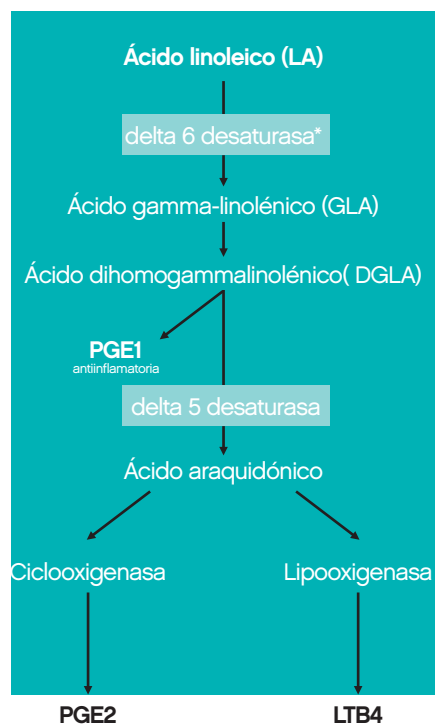 Ácido linoleico (LA)
delta 6 desaturasa*
Ácido gamma-linolénico (GLA)
Ácido dihomogammalinolénico( DGLA)
PGE1
antiinflamatoria
delta 5 desaturasa
Ácido araquidónico
Ciclooxigenasa
Lipooxigenasa
PGE2
LTB4